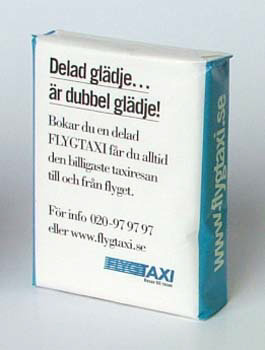 Delad glädje...
är dubbel glädje!
Bokar du en delad
FLYGTAXI får du alltid
den billigaste taxiresan
till och från flyget.
För info 020-97 97 97
eller www.flygtaxi.se
FLYGTAXI
www.flygtaxi.se